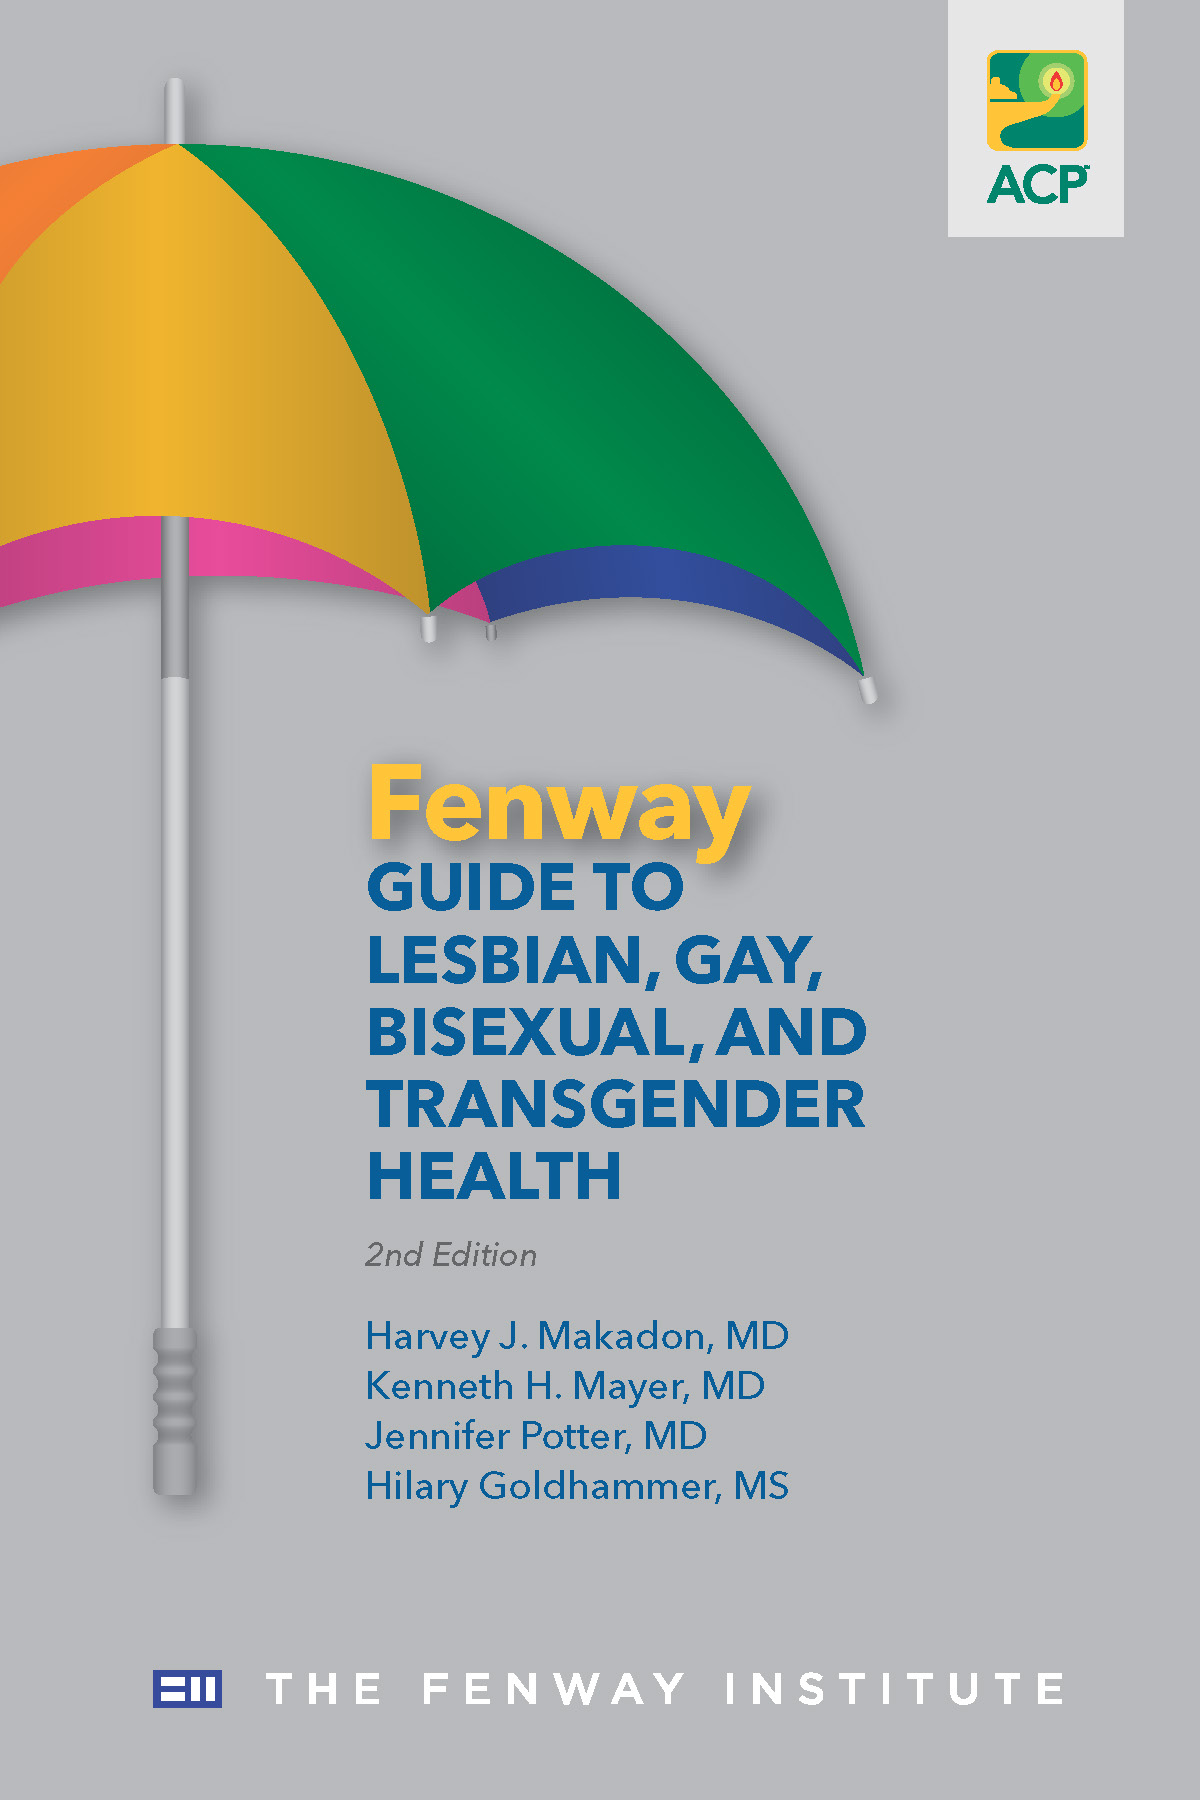 ACP™
Fenway
GUIDE TO
LESBIAN, GAY,
BISEXUAL, AND
TRANSGENDER
HEALTH
2nd Edition
Harvey J. Makadon, MD
Kenneth H. Mayer, MD
Jennifer Potter, MD
Hilary Goldhammer, MS
THE FENWAY INSTITUTE